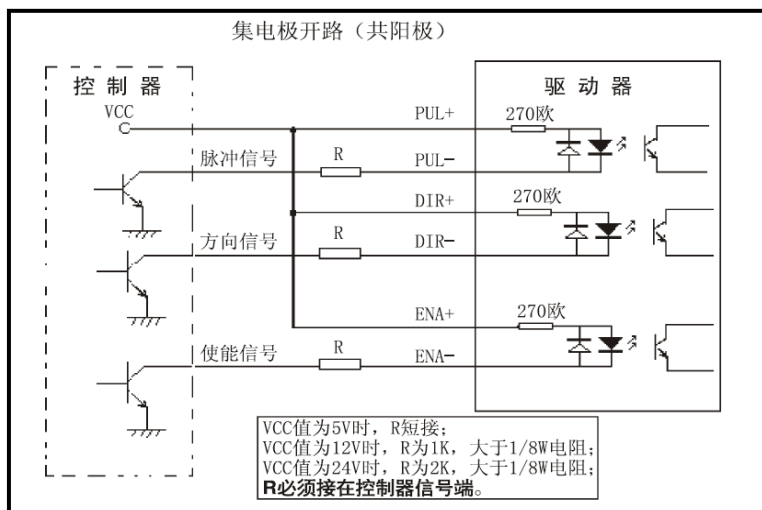 集电极开路（共阳极）
控制器
驱动器
VCC
PUL+
270欧
脉冲信号
R
PUL−
DIR+
270欧
方向信号
R
DIR−
ENA+
270欧
使能信号
R
ENA−
VCC值为5V时，R短接；
VCC值为12V时，R为1K，大于1/8W电阻；
VCC值为24V时，R为2K，大于1/8W电阻；
R必须接在控制器信号端。